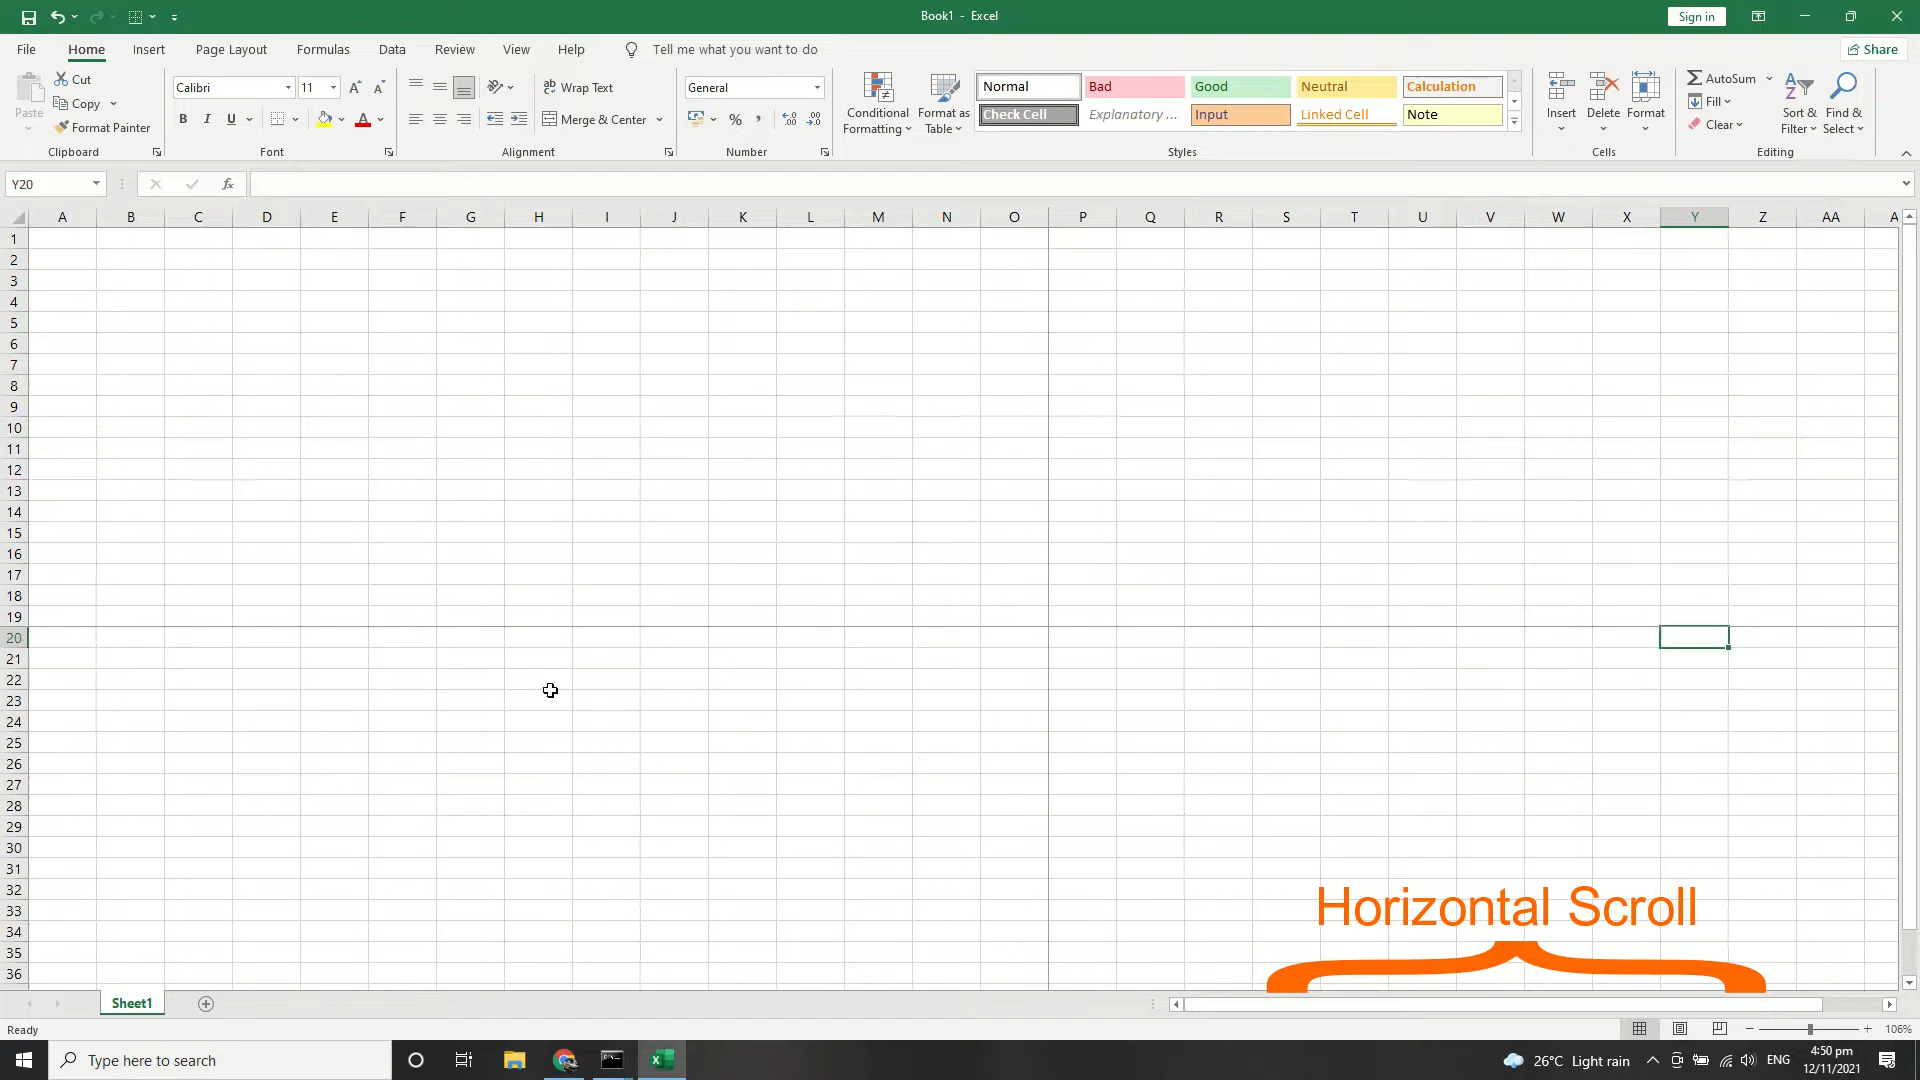 Book1 - Excel
Sign in
File Home Insert Page Layout Formulas Data Review View Help Tell me what you want to do Share
Paste
Cut
Copy
Format Painter
Clipboard
Calibri 11
B I U A
Font
Wrap Text
Merge & Center
Alignment
General
% ,
Number
Conditional Formatting
Format as Table
Normal Bad Good Neutral Calculation
Check Cell Explanatory ... Input Linked Cell Note
Styles
Insert Delete Format
Cells
AutoSum
Fill
Clear
Sort & Filter
Find & Select
Editing
Y20 fx
A B C D E F G H I J K L M N O P Q R S T U V W X Y Z AA A
1
2
3
4
5
6
7
8
9
10
11
12
13
14
15
16
17
18
19
20
21
22
23
24
25
26
27
28
29
30
31
32
33
34
35
36
Horizontal Scroll
Sheet1
Ready 106%
Type here to search
26°C Light rain ENG 4:50 pm
12/11/2021